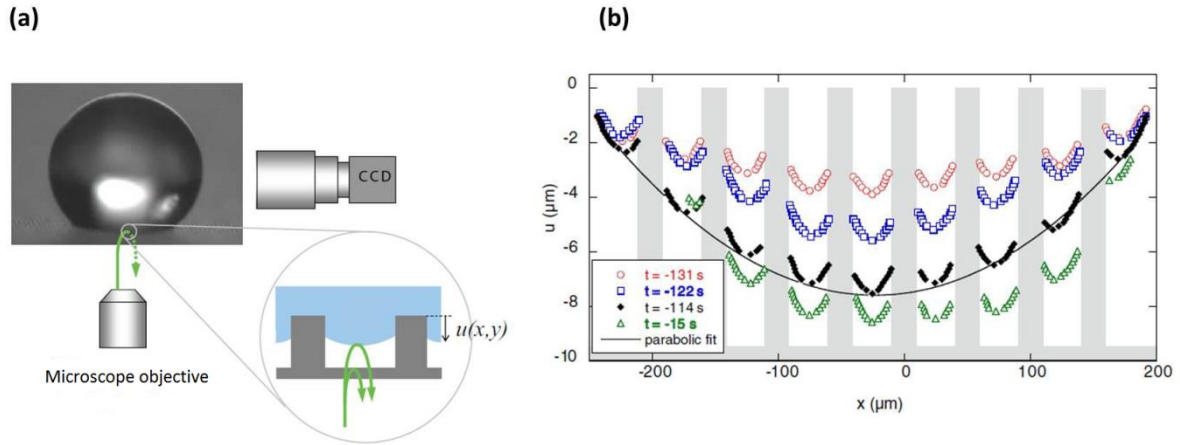 (a)
CCD
u(x,y)
Microscope objective
(b)
0
-2
-4
-6
-8
-10
u (µm)
t = -131 s
t = -122 s
t = -114 s
t = -15 s
parabolic fit
-200
-100
0
100
200
x (µm)